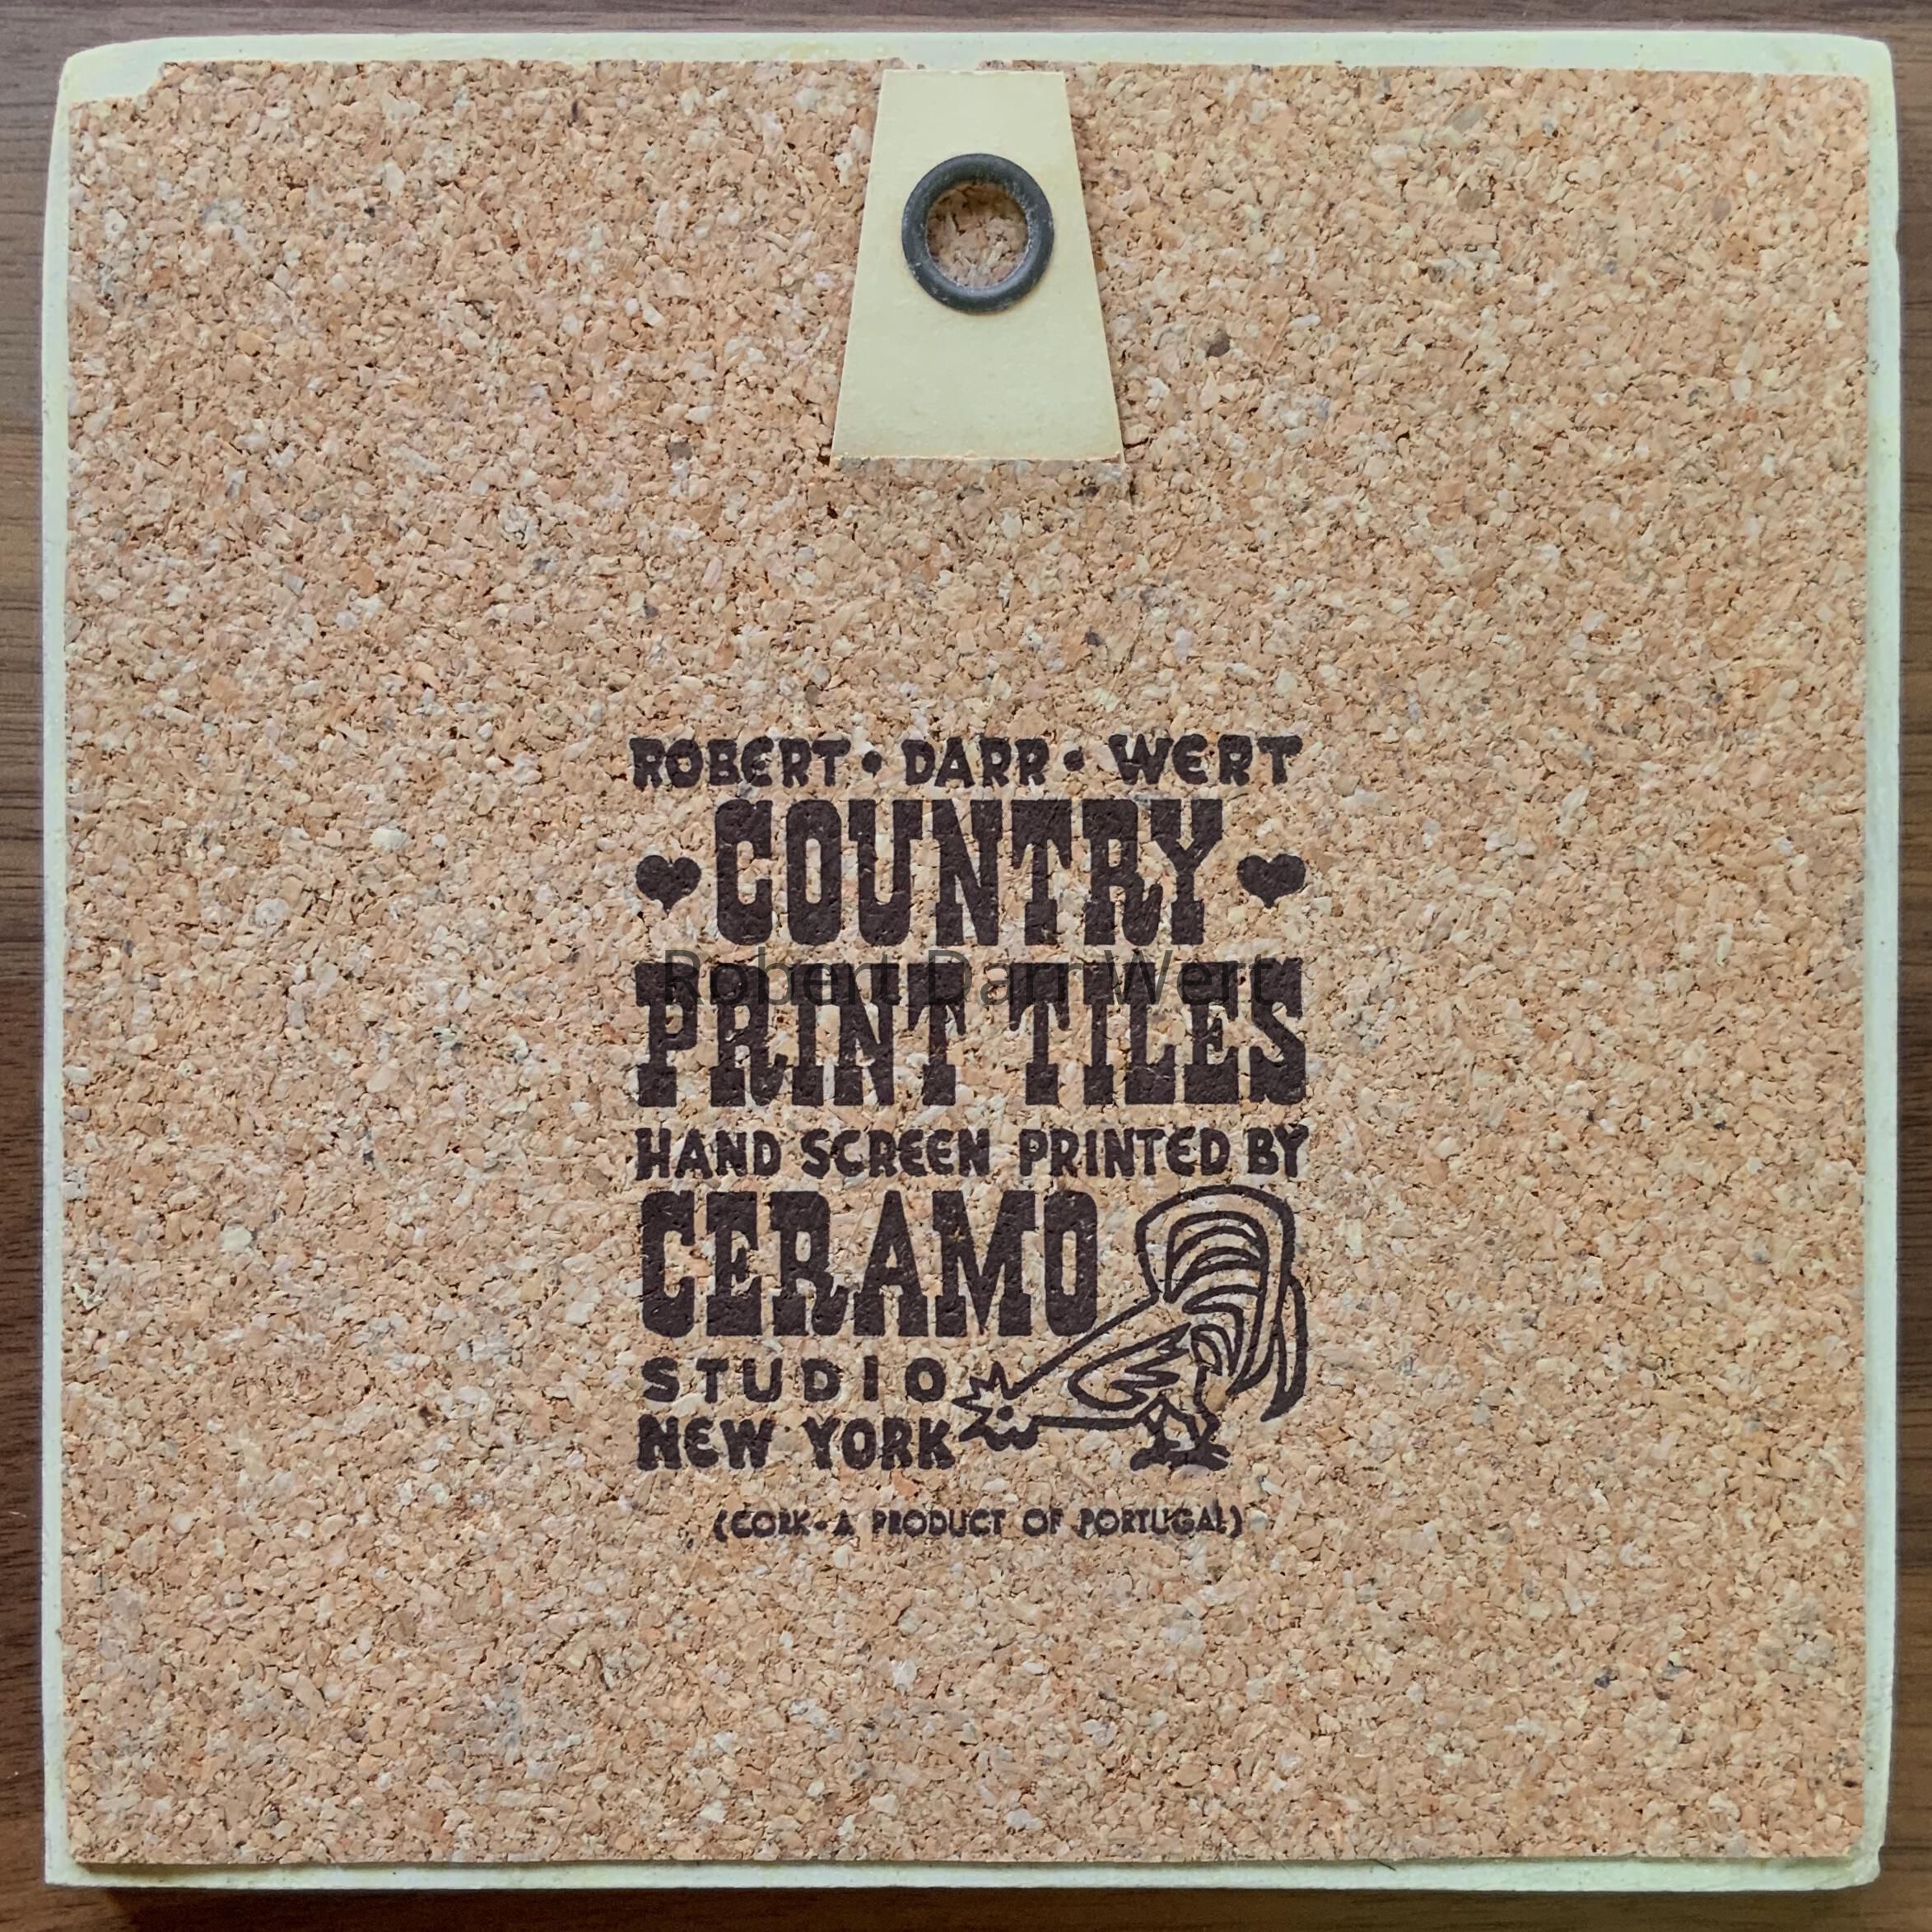 ROBERT • DARR • WERT
♥ COUNTRY ♥
Robert Darr Wert
PRINT TILES
HAND SCREEN PRINTED BY
CERAMO
STUDIO
NEW YORK
(CORK-A PRODUCT OF PORTUGAL)